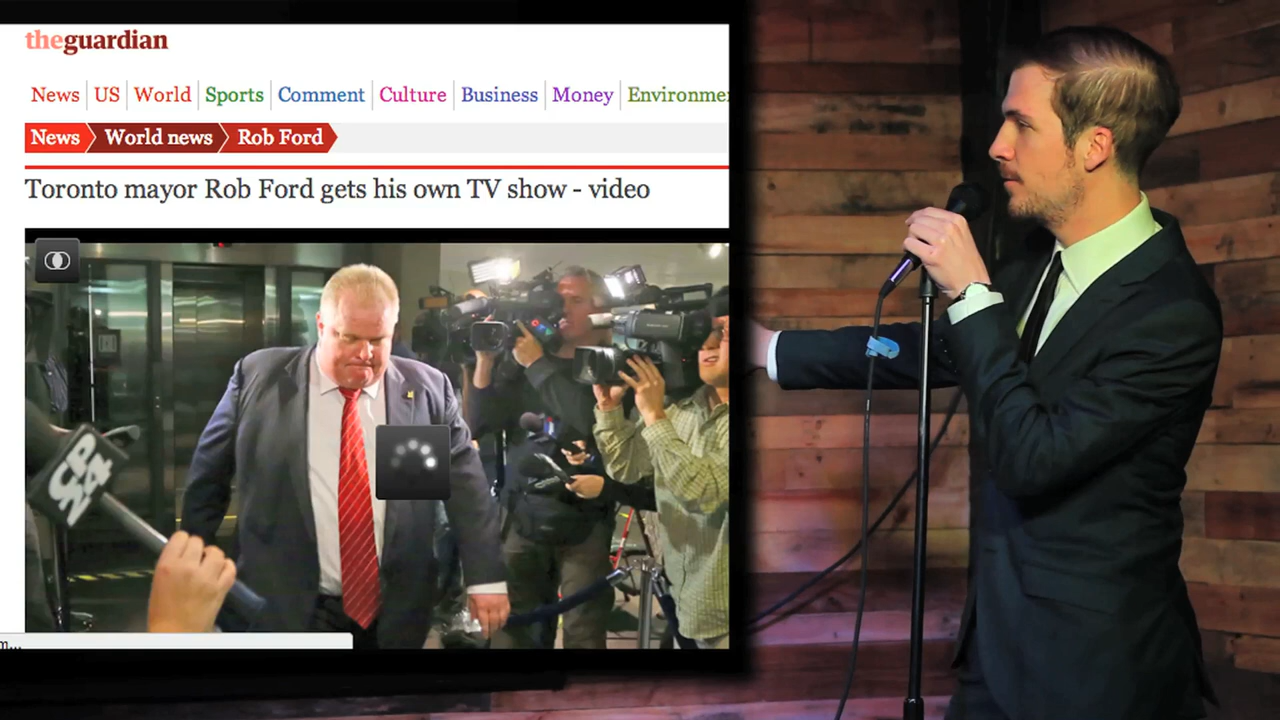 theguardian
News US World Sports Comment Culture Business Money Environme
News World news Rob Ford
Toronto mayor Rob Ford gets his own TV show - video
CP24
m...